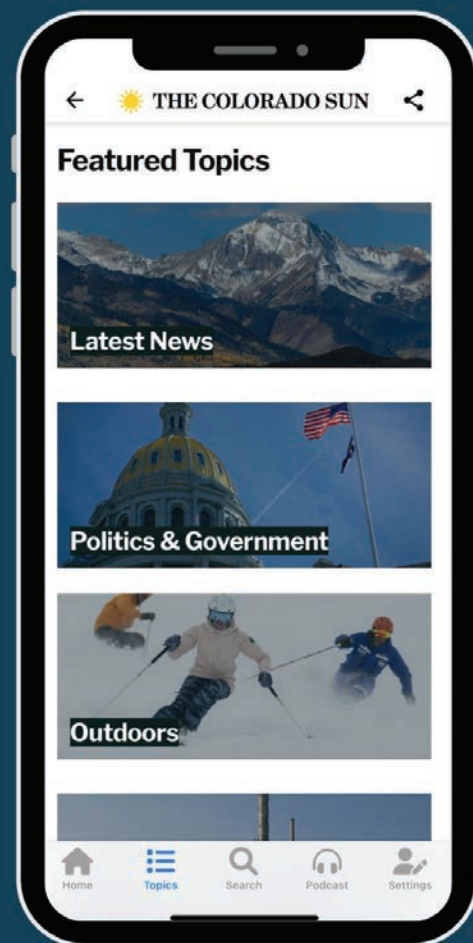 THE COLORADO SUN
Featured Topics
Latest News
Politics & Government
Outdoors
Home Topics Search Podcast Settings